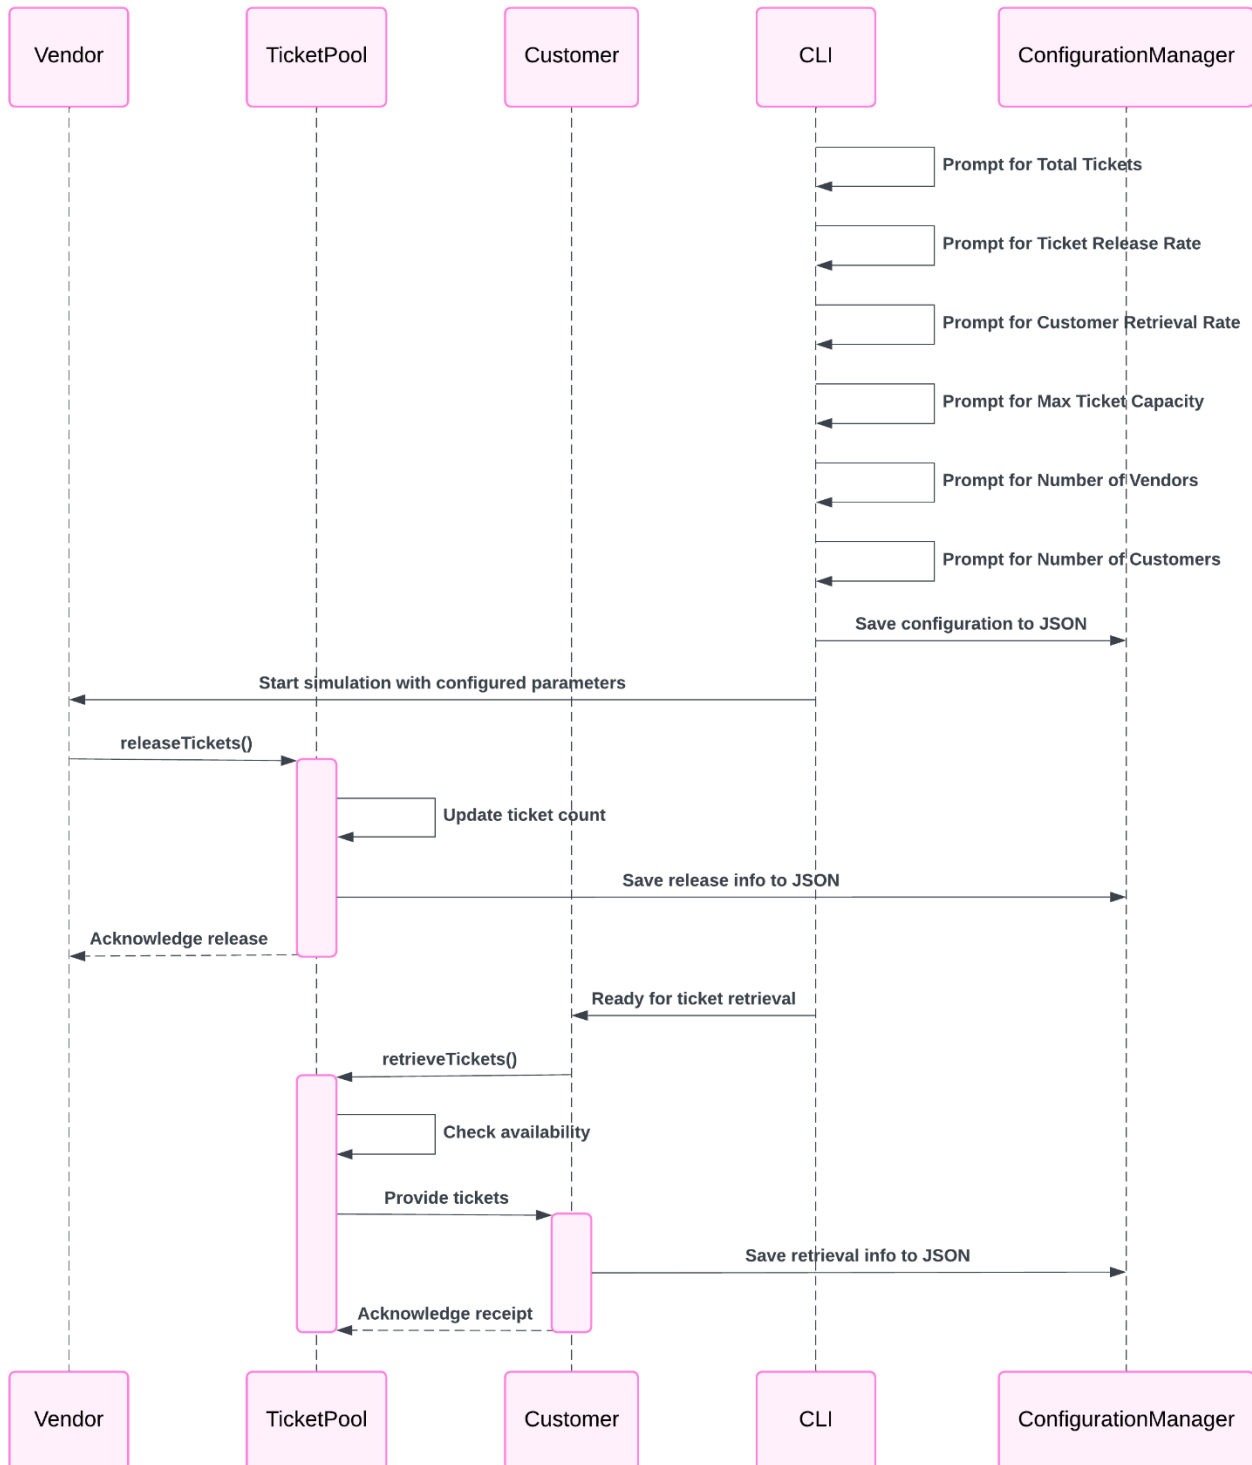 Vendor
TicketPool
Customer
CLI
ConfigurationManager
Prompt for Total Tickets
Prompt for Ticket Release Rate
Prompt for Customer Retrieval Rate
Prompt for Max Ticket Capacity
Prompt for Number of Vendors
Prompt for Number of Customers
Save configuration to JSON
Start simulation with configured parameters
releaseTickets()
Update ticket count
Save release info to JSON
Acknowledge release
Ready for ticket retrieval
retrieveTickets()
Check availability
Provide tickets
Save retrieval info to JSON
Acknowledge receipt
Vendor
TicketPool
Customer
CLI
ConfigurationManager